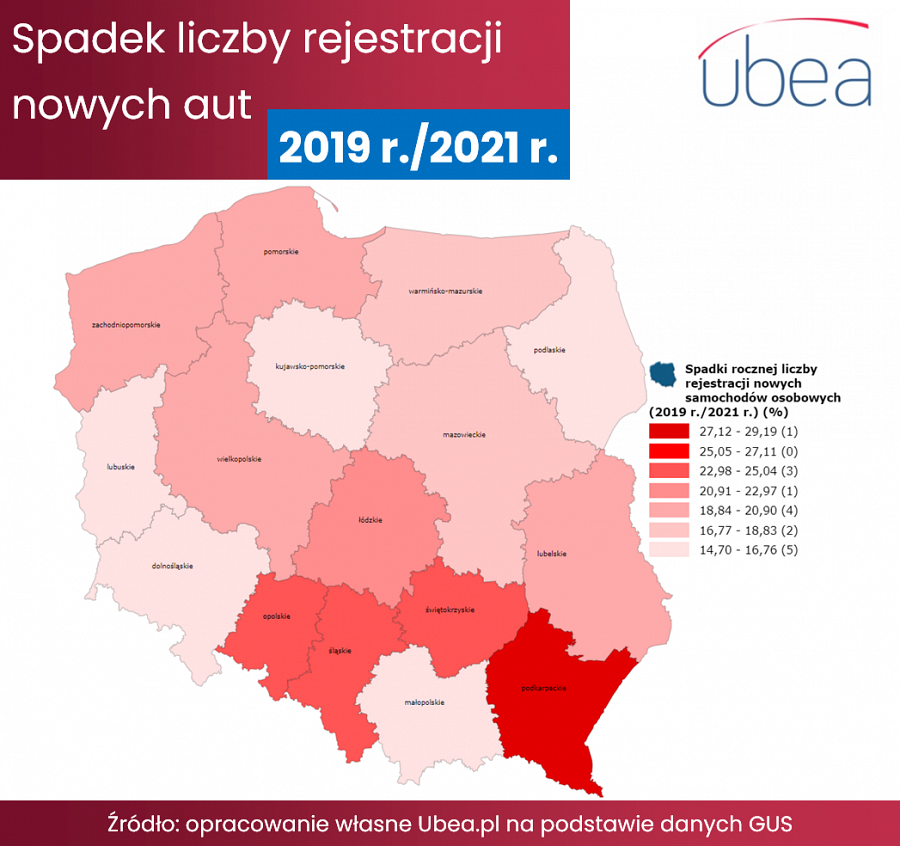 Spadek liczby rejestracji
nowych aut
2019 r./2021 r.
ubea
pomorskie
warmińsko-mazurskie
zachodniopomorskie
podlaskie
kujawsko-pomorskie
mazowieckie
wielkopolskie
lubuskie
łódzkie
lubelskie
dolnośląskie
świętokrzyskie
opolskie
śląskie
podkarpackie
małopolskie
Spadki rocznej liczby
rejestracji nowych
samochodów osobowych
(2019 r./2021 r.) (%)
27,12 - 29,19 (1)
25,05 - 27,11 (0)
22,98 - 25,04 (3)
20,91 - 22,97 (1)
18,84 - 20,90 (4)
16,77 - 18,83 (2)
14,70 - 16,76 (5)
Źródło: opracowanie własne Ubea.pl na podstawie danych GUS